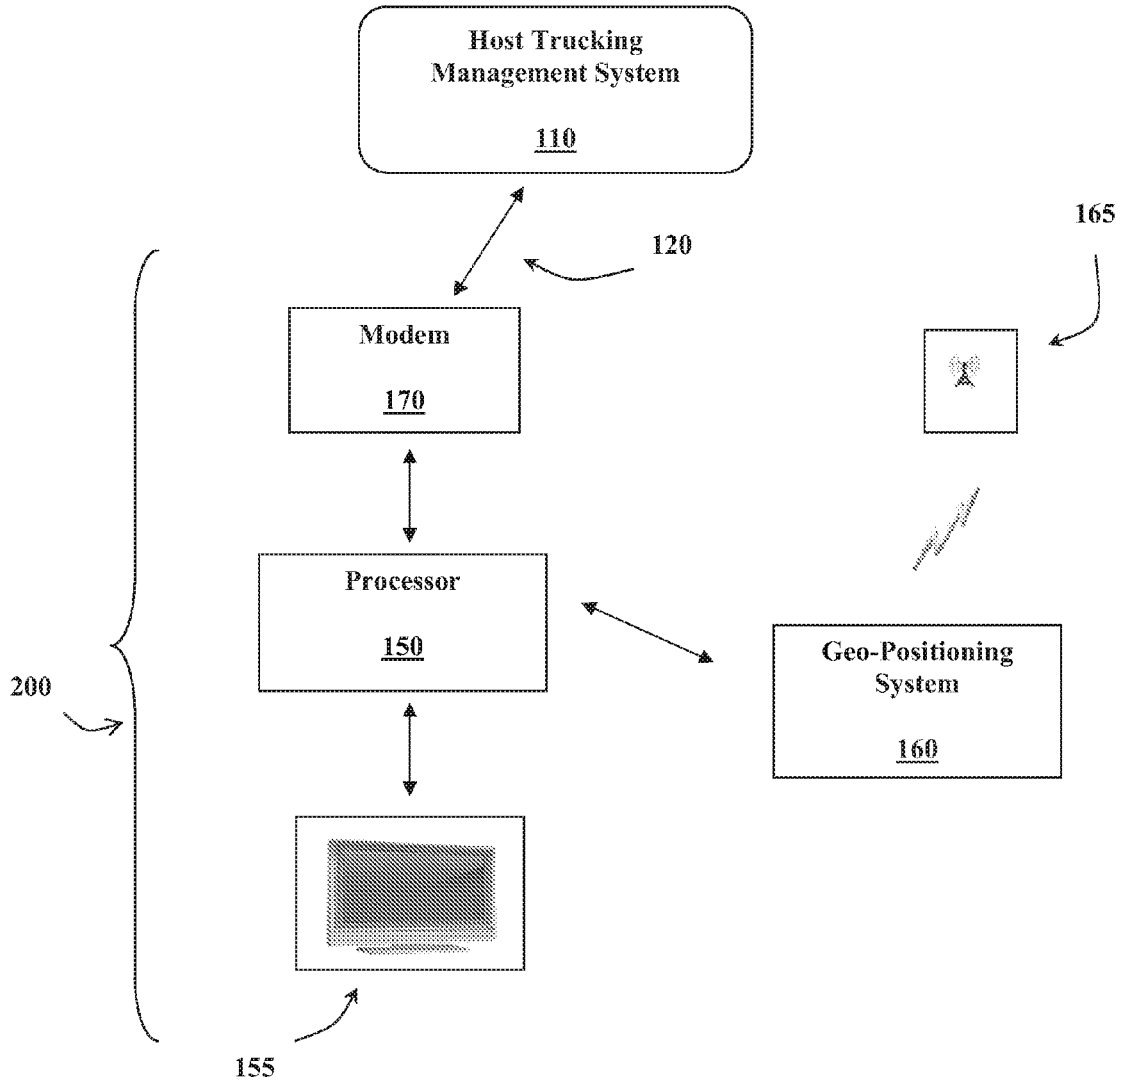 Host Trucking
Management System
110
165
120
Modem
170
Processor
150
Geo-Positioning
System
160
200
155